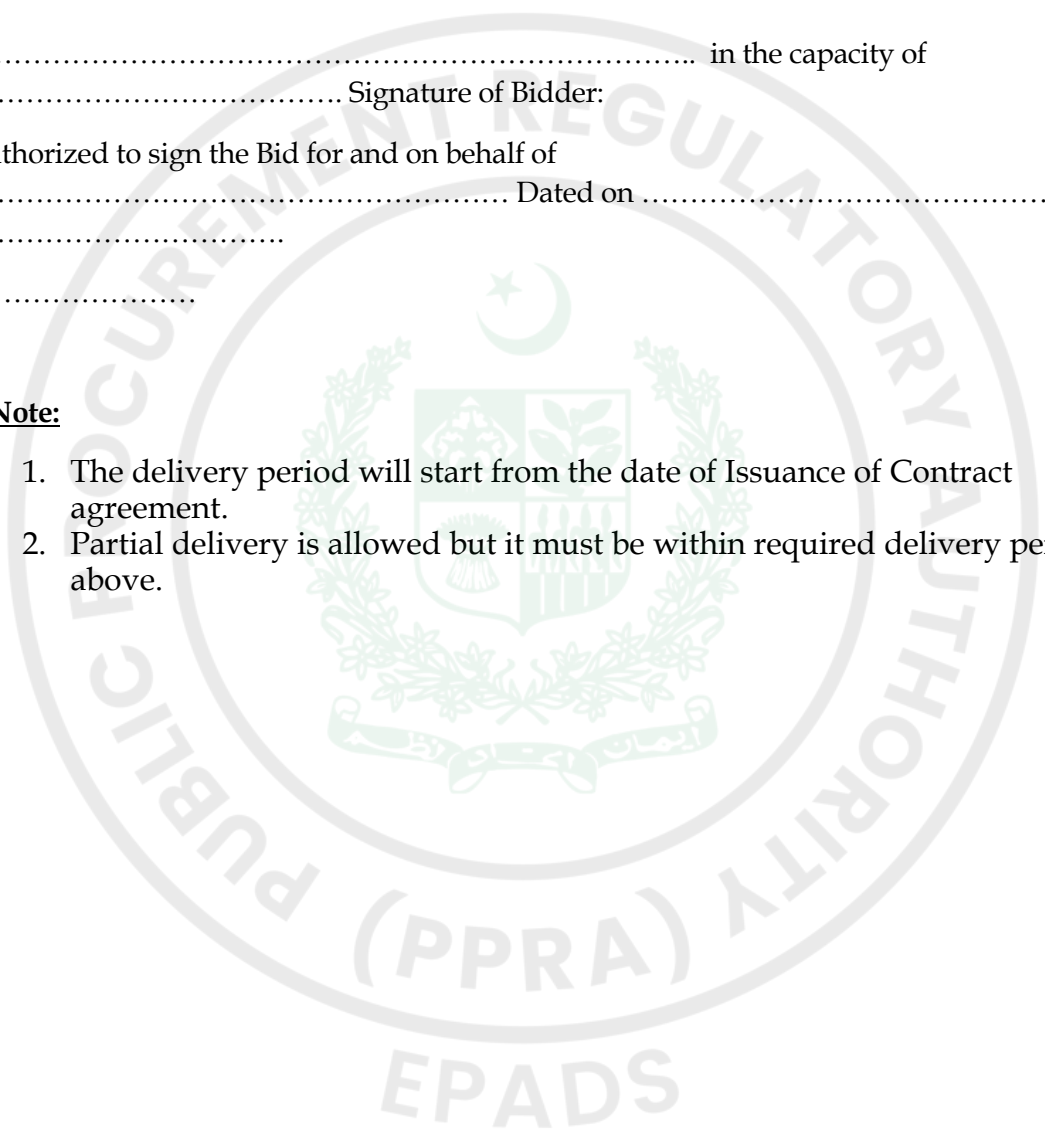 ……………………………………………………………….. in the capacity of
………………………………. Signature of Bidder:
thorized to sign the Bid for and on behalf of
……………………………………………… Dated on ……………………………………
………………………….
…………………
Note:
1. The delivery period will start from the date of Issuance of Contract
agreement.
2. Partial delivery is allowed but it must be within required delivery pe
above.
PUBLIC PROCUREMENT REGULATORY AUTHORITY
(PPRA)
EPADS